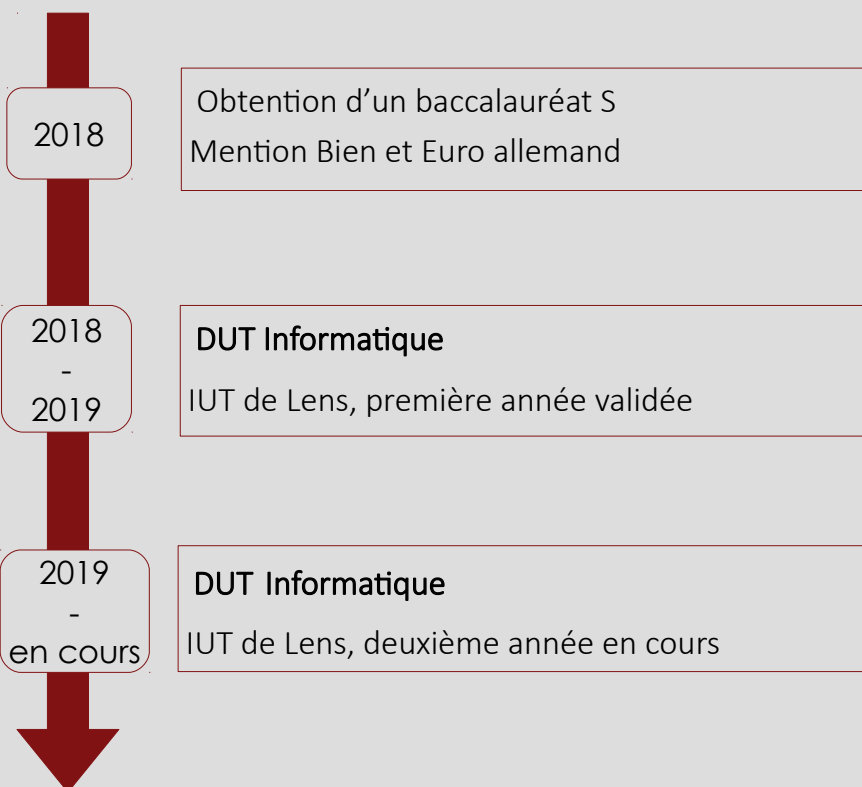 2018
Obtention d’un baccalauréat S
Mention Bien et Euro allemand
2018
-
2019
DUT Informatique
IUT de Lens, première année validée
2019
-
en cours
DUT Informatique
IUT de Lens, deuxième année en cours